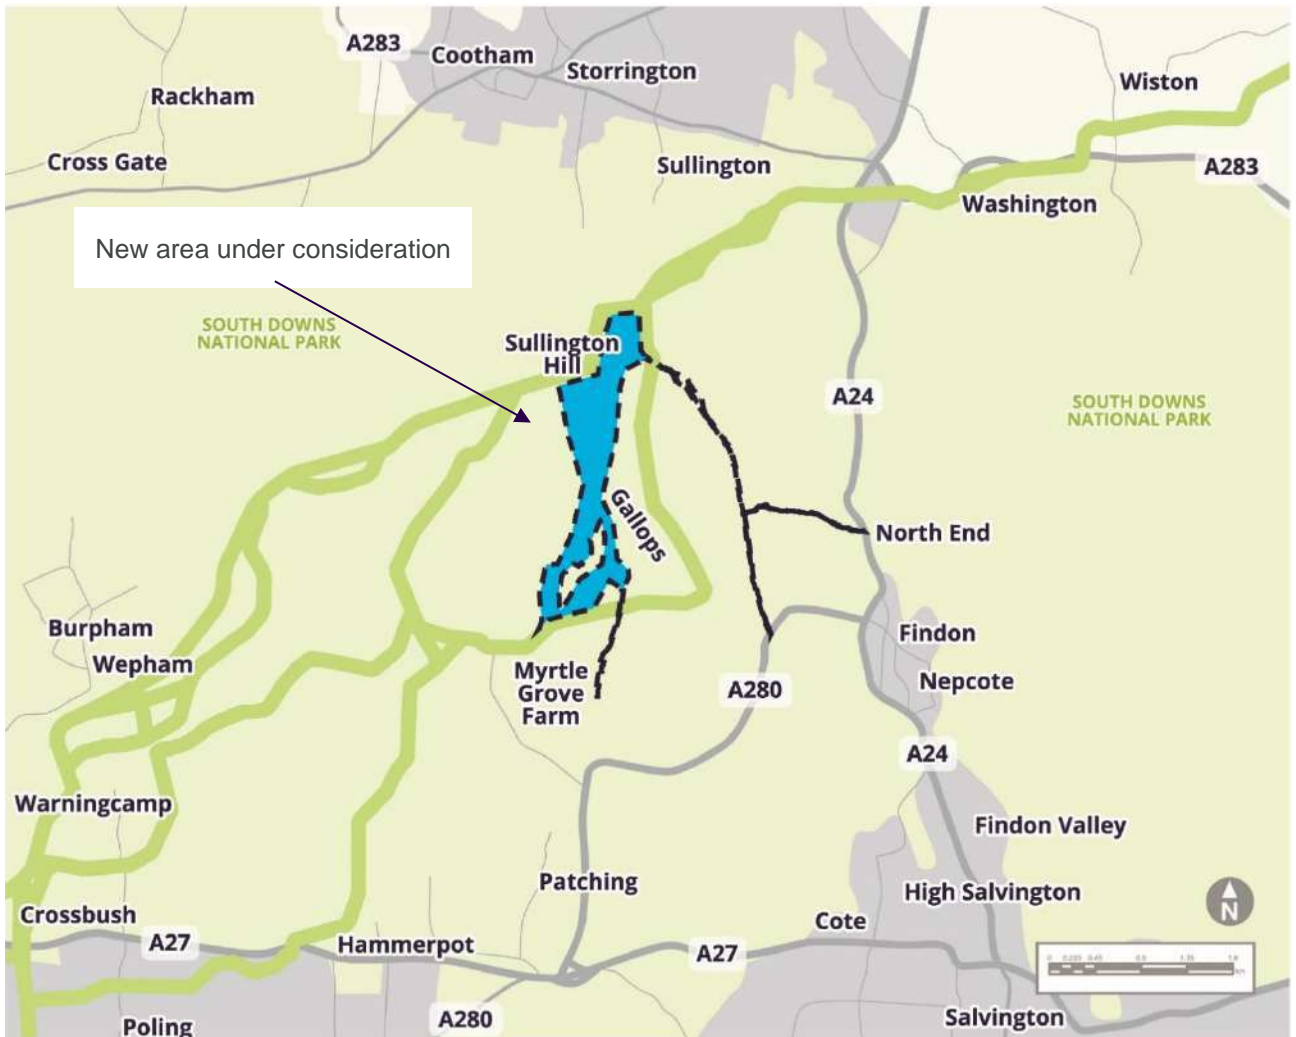 A283
Cootham
Storrington
Wiston
Rackham
Cross Gate
Sullington
A283
Washington
New area under consideration
SOUTH DOWNS
NATIONAL PARK
Sullington
Hill
A24
SOUTH DOWNS
NATIONAL PARK
Gallops
North End
Burpham
Wepham
Findon
Myrtle
Grove
Farm
A280
Nepcote
A24
Warningcamp
Findon Valley
Patching
High Salvington
Crossbush
Cote
N
A27
Hammerpot
A27
A280
Salvington
Poling